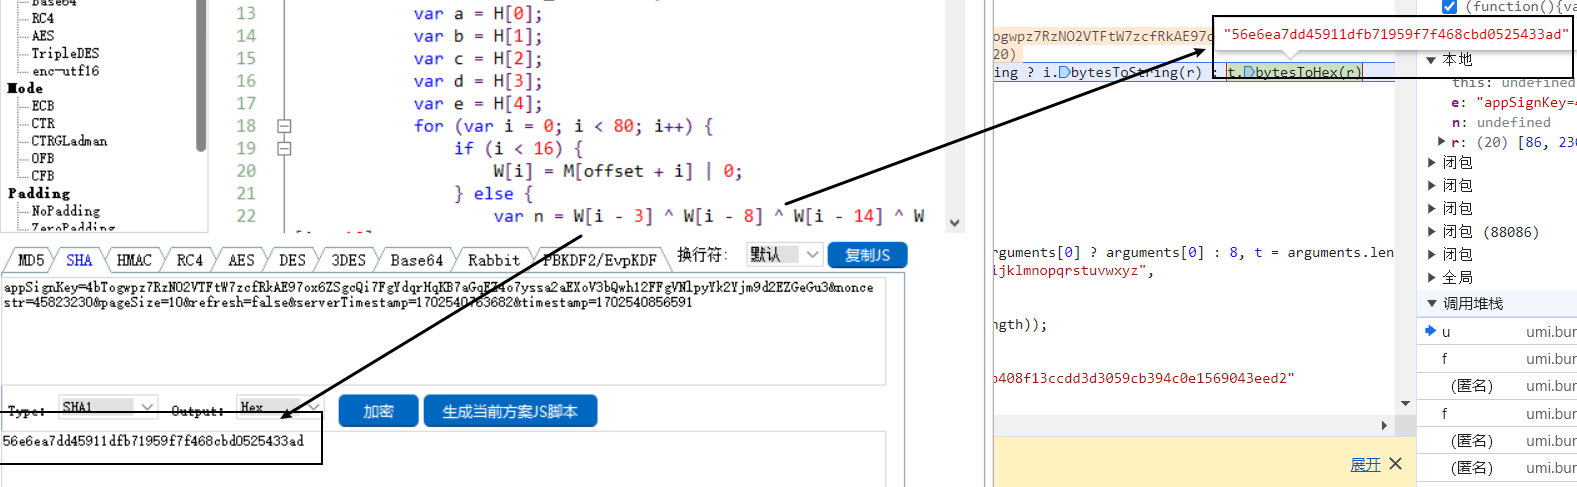 Base64
RC4
AES
TripleDES
enc-utf16
Mode
ECB
CTR
CTRGLadman
OFB
CFB
Padding
NoPadding
ZeroPadding
13 var a = H[0];
14 var b = H[1];
15 var c = H[2];
16 var d = H[3];
17 var e = H[4];
18 for (var i = 0; i < 80; i++) {
19 if (i < 16) {
20 W[i] = M[offset + i] | 0;
21 } else {
22 var n = W[i - 3] ^ W[i - 8] ^ W[i - 14] ^ W
MD5 SHA HMAC RC4 AES DES 3DES Base64 Rabbit PBKDF2/EvpKDF 换行符: 默认 复制JS
appSignKey=4bTogwpz7RzNO2VTFtW7zcfRkAE97ox6ZSgcQi7FgYdqrHqKB7aGqEZ4o7yssa2aEXoV3bQwh12FFgVNlpyYk2Yjm9d2EZGeGu3&nonce
str=45823230&pageSize=10&refresh=false&serverTimestamp=1702540763682&timestamp=1702540856591
Type: SHA1 Output: Hex 加密 生成当前方案JS脚本
56e6ea7dd45911dfb71959f7f468cbd0525433ad
ogwpz7RzNO2VTFtW7zcfRkAE97o
20)
ing ? i.bytesToString(r) : t.bytesToHex(r)
rguments[0] ? arguments[0] : 8, t = arguments.len
ijklmnopqrstuvwxyz",
ngth));
b408f13ccdd3d3059cb394c0e1569043eed2"
展开
(function(){va
"56e6ea7dd45911dfb71959f7f468cbd0525433ad"
本地
this: undefined
e: "appSignKey=4
n: undefined
r: (20) [86, 230
闭包
闭包
闭包
闭包 (88086)
闭包
全局
调用堆栈
u umi.bur
f umi.bur
(匿名) umi.bur
f umi.bur
(匿名) umi.bur
(匿名) umi.bur